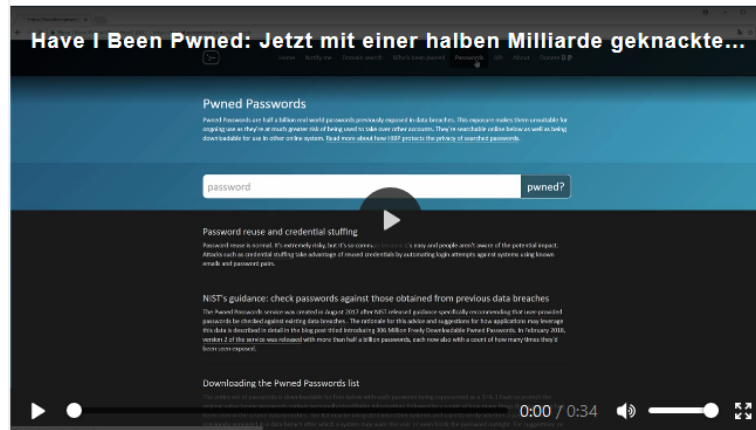 Have I Been Pwned: Jetzt mit einer halben Milliarde geknackte...
Home Notify me Domain search Who's been pwned Passwords API About Donate
Pwned Passwords
Pwned Passwords are half a billion real world passwords previously exposed in data breaches. This exposure makes them unsuitable for
ongoing use as they're at much greater risk of being used to take over other accounts. They're searchable online below as well as being
downloadable for use in other online system. Read more about how HIBP protects the privacy of searched passwords.
password
pwned?
Password reuse and credential stuffing
Password reuse is normal. It's extremely risky, but it's so common because it's easy and people aren't aware of the potential impact.
Attacks such as credential stuffing take advantage of reused credentials by automating login attempts against systems using known
emails and password pairs.
NIST's guidance: check passwords against those obtained from previous data breaches
The Pwned Passwords service was created in August 2017 after NIST released guidance specifically recommending that user-provided
passwords be checked against existing data breaches. The rationale for this advice and suggestions for how applications may leverage
this data is described in detail in the blog post titled Introducing 306 Million Freely Downloadable Pwned Passwords. In February 2018,
version 2 of the service was released with more than half a billion passwords, each now also with a count of how many times they'd
been seen exposed.
Downloading the Pwned Passwords list
0:00 / 0:34